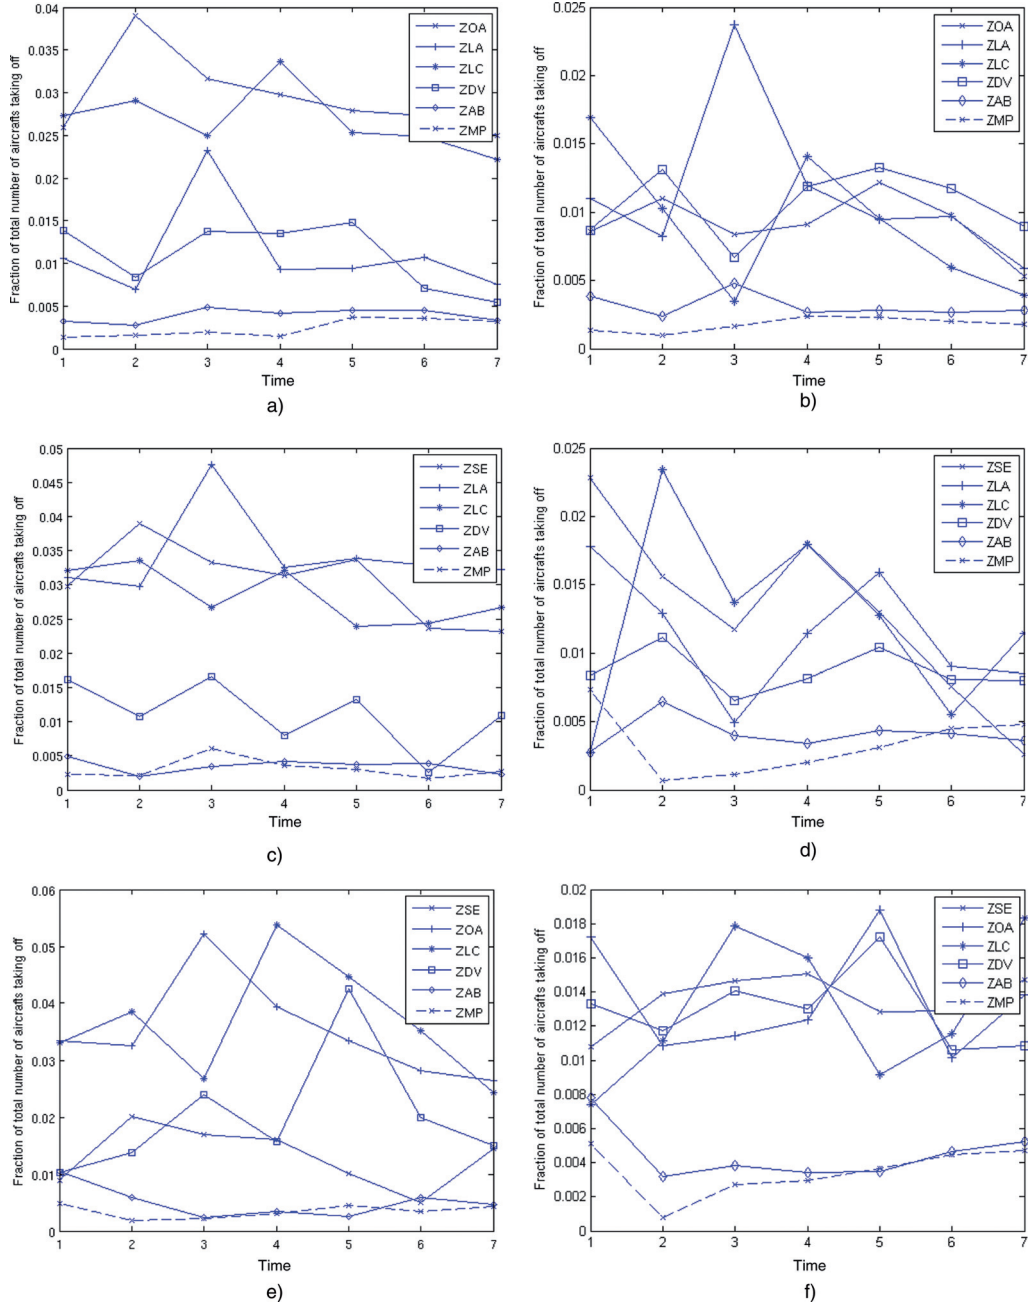 0.04
0.035
0.03
0.025
0.02
0.015
0.01
0.005
0
1 2 3 4 5 6 7
Fraction of total number of aircrafts taking off
Time
ZOA
ZLA
ZLC
ZDV
ZAB
ZMP
a)
0.025
0.02
0.015
0.01
0.005
0
1 2 3 4 5 6 7
Fraction of total number of aircrafts taking off
Time
ZOA
ZLA
ZLC
ZDV
ZAB
ZMP
b)
0.05
0.045
0.04
0.035
0.03
0.025
0.02
0.015
0.01
0.005
0
1 2 3 4 5 6 7
Fraction of total number of aircrafts taking off
Time
ZSE
ZLA
ZLC
ZDV
ZAB
ZMP
c)
0.025
0.02
0.015
0.01
0.005
0
1 2 3 4 5 6 7
Fraction of total number of aircrafts taking off
Time
ZSE
ZLA
ZLC
ZDV
ZAB
ZMP
d)
0.06
0.05
0.04
0.03
0.02
0.01
0
1 2 3 4 5 6 7
Fraction of total number of aircrafts taking off
Time
ZSE
ZOA
ZLC
ZDV
ZAB
ZMP
e)
0.02
0.018
0.016
0.014
0.012
0.01
0.008
0.006
0.004
0.002
0
1 2 3 4 5 6 7
Fraction of total number of aircrafts taking off
Time
ZSE
ZOA
ZLC
ZDV
ZAB
ZMP
f)